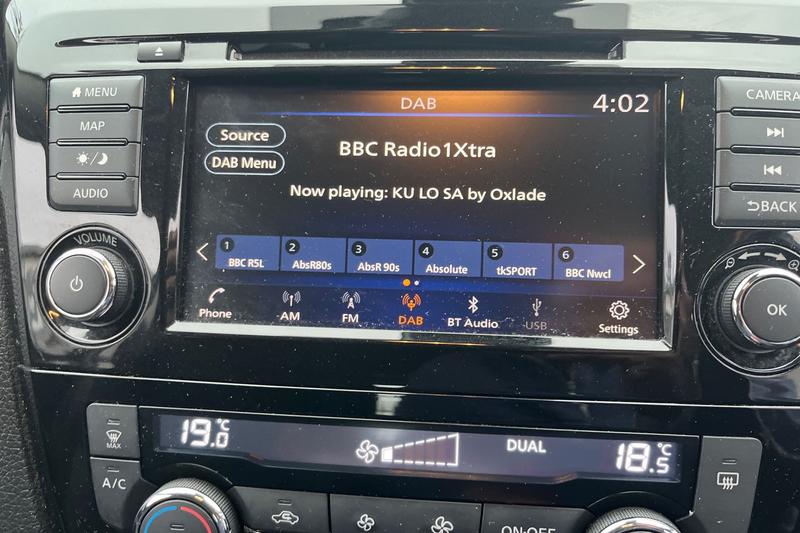 MENU
MAP
AUDIO
VOLUME
DAB
4:02
Source
DAB Menu
BBC Radio1Xtra
Now playing: KU LO SA by Oxlade
1 BBC R5L
2 AbsR80s
3 AbsR 90s
4 Absolute
5 tkSPORT
6 BBC Nwcl
Phone
AM
FM
DAB
BT Audio
USB
Settings
CAMERA
BACK
OK
MAX
A/C
19.0°C
DUAL
18.5°C
ON·OFF